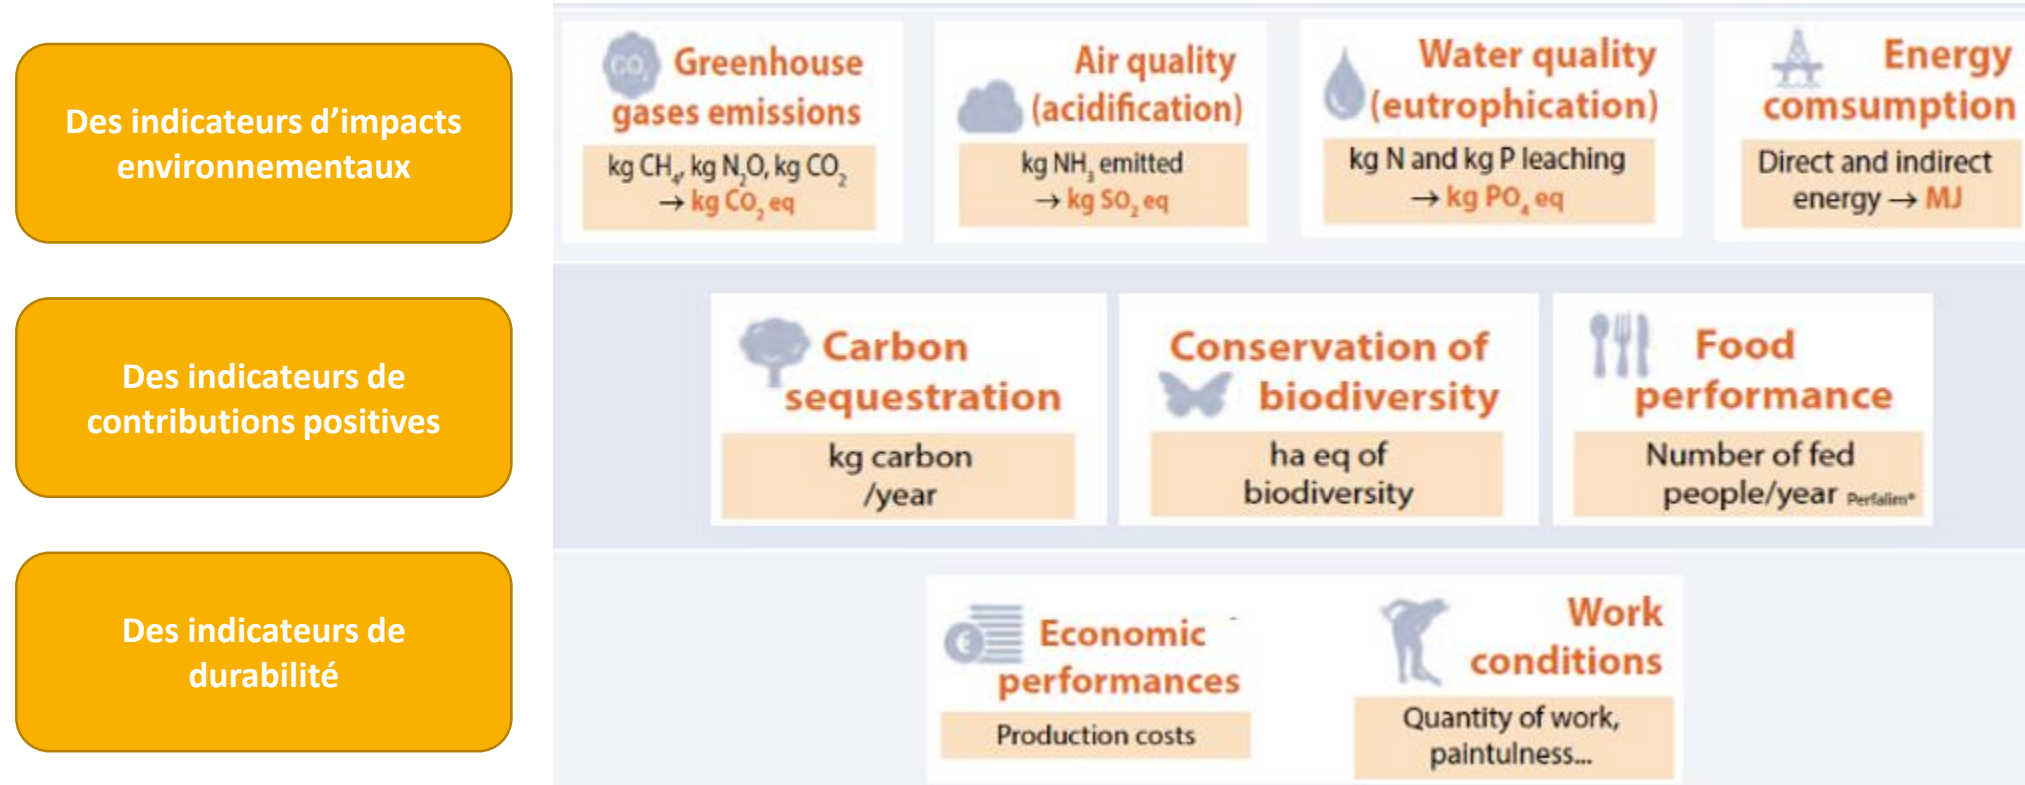 Des indicateurs d’impacts
environnementaux
CO2 Greenhouse
gases emissions
kg CH4, kg N2O, kg CO2
→ kg CO2 eq
Air quality
(acidification)
kg NH3 emitted
→ kg SO2 eq
Water quality
(eutrophication)
kg N and kg P leaching
→ kg PO4 eq
Energy
comsumption
Direct and indirect
energy → MJ
Des indicateurs de
contributions positives
Carbon
sequestration
kg carbon
/year
Conservation of
biodiversity
ha eq of
biodiversity
Food
performance
Number of fed
people/year Perfalim®
Des indicateurs de
durabilité
€ Economic
performances
Production costs
Work
conditions
Quantity of work,
paintulness...